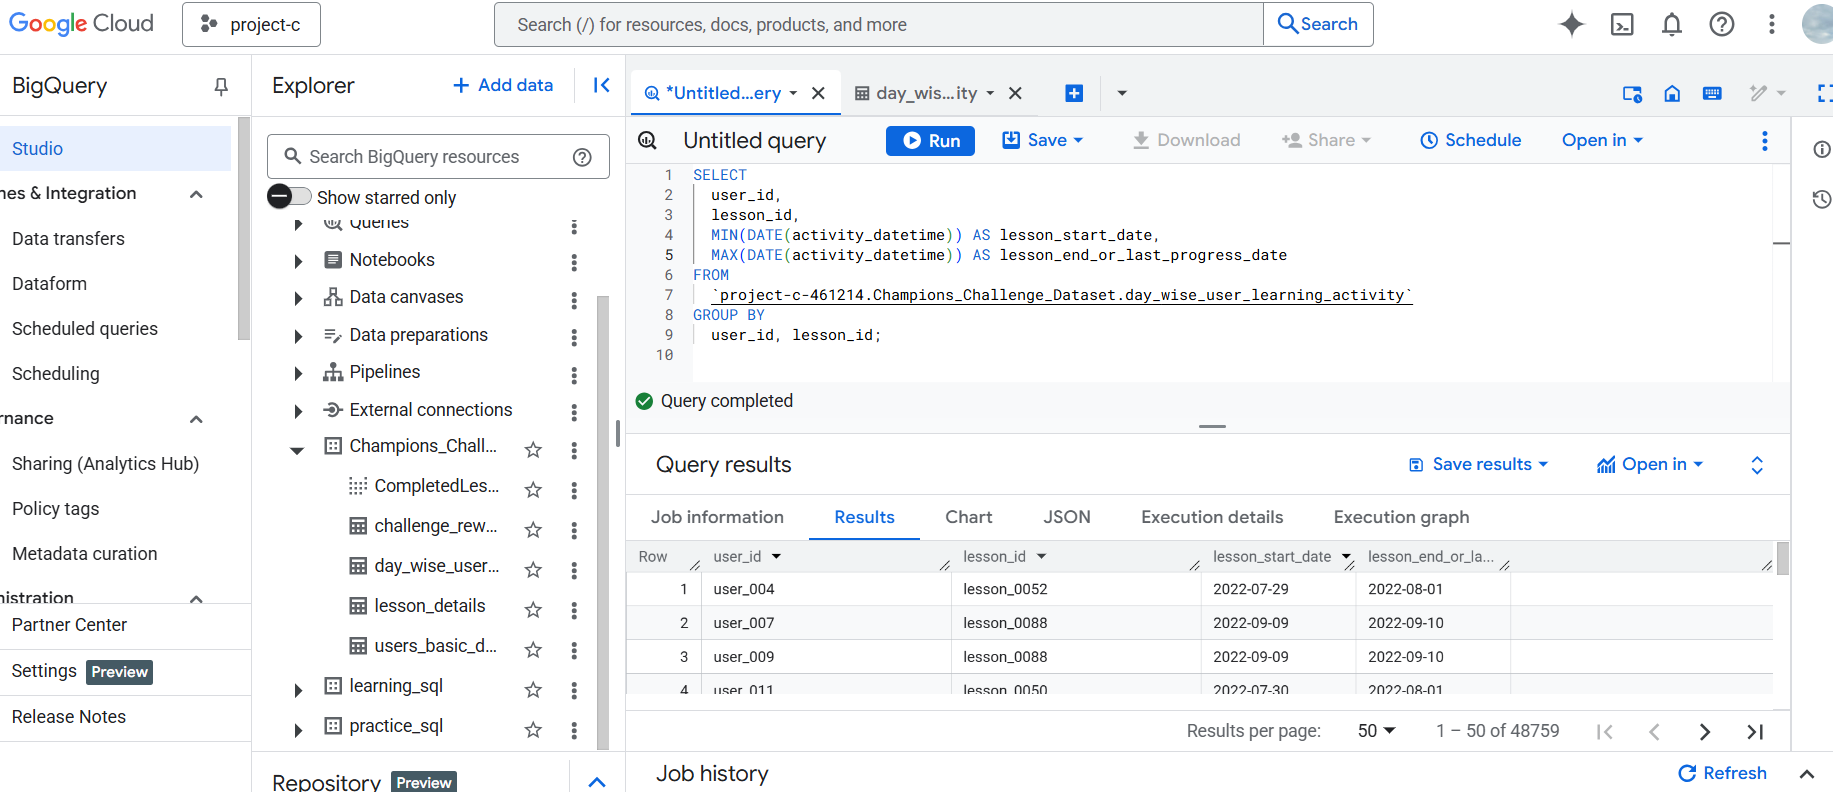 Google Cloud
project-c
Search (/) for resources, docs, products, and more
Search
BigQuery
Studio
nes & Integration
Data transfers
Dataform
Scheduled queries
Scheduling
rnance
Sharing (Analytics Hub)
Policy tags
Metadata curation
nistration
Partner Center
Settings Preview
Release Notes
Explorer
+ Add data
Search BigQuery resources
Show starred only
Queries
Notebooks
Data canvases
Data preparations
Pipelines
External connections
Champions_Chall...
CompletedLes...
challenge_rew...
day_wise_user...
lesson_details
users_basic_d...
learning_sql
practice_sql
Repository Preview
*Untitled...ery
day_wis...ity
Untitled query
Run
Save
Download
Share
Schedule
Open in
1 SELECT
2 user_id,
3 lesson_id,
4 MIN(DATE(activity_datetime)) AS lesson_start_date,
5 MAX(DATE(activity_datetime)) AS lesson_end_or_last_progress_date
6 FROM
7 `project-c-461214.Champions_Challenge_Dataset.day_wise_user_learning_activity`
8 GROUP BY
9 user_id, lesson_id;
10
Query completed
Query results
Save results
Open in
Job information Results Chart JSON Execution details Execution graph
Row user_id lesson_id lesson_start_date lesson_end_or_la...
1 user_004 lesson_0052 2022-07-29 2022-08-01
2 user_007 lesson_0088 2022-09-09 2022-09-10
3 user_009 lesson_0088 2022-09-09 2022-09-10
4 user_011 lesson_0050 2022-07-30 2022-08-01
Results per page: 50 1 – 50 of 48759
Job history
Refresh